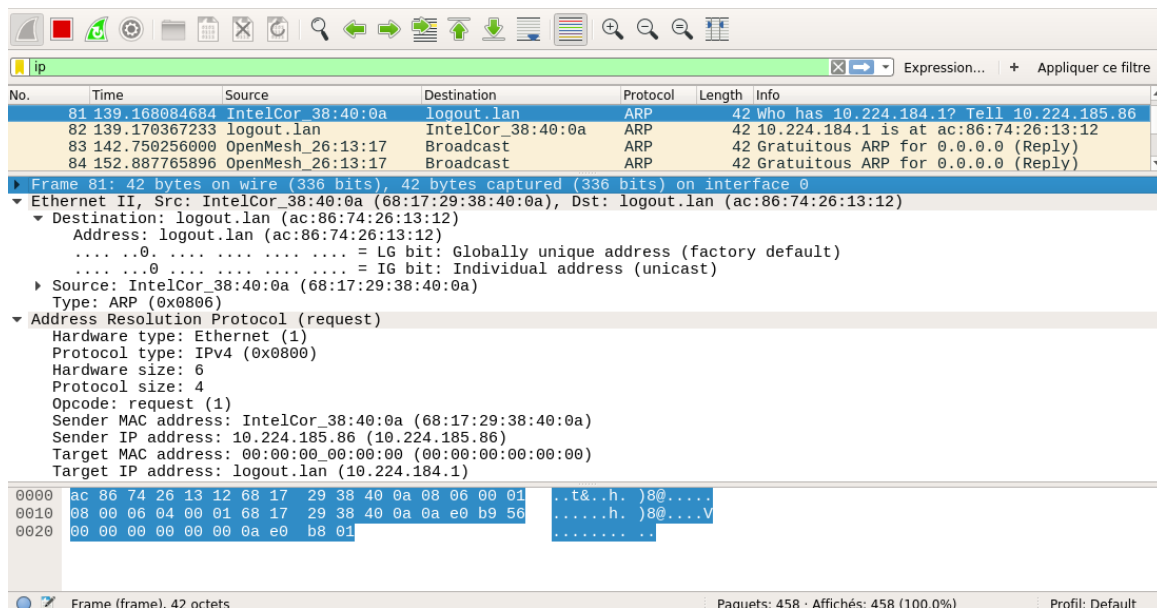 ip Expression... + Appliquer ce filtre
No. Time Source Destination Protocol Length Info
81 139.168084684 IntelCor_38:40:0a logout.lan ARP 42 Who has 10.224.184.1? Tell 10.224.185.86
82 139.170367233 logout.lan IntelCor_38:40:0a ARP 42 10.224.184.1 is at ac:86:74:26:13:12
83 142.750256000 OpenMesh_26:13:17 Broadcast ARP 42 Gratuitous ARP for 0.0.0.0 (Reply)
84 152.887765896 OpenMesh_26:13:17 Broadcast ARP 42 Gratuitous ARP for 0.0.0.0 (Reply)
Frame 81: 42 bytes on wire (336 bits), 42 bytes captured (336 bits) on interface 0
Ethernet II, Src: IntelCor_38:40:0a (68:17:29:38:40:0a), Dst: logout.lan (ac:86:74:26:13:12)
Destination: logout.lan (ac:86:74:26:13:12)
Address: logout.lan (ac:86:74:26:13:12)
.... ..0. .... .... .... .... = LG bit: Globally unique address (factory default)
.... ...0 .... .... .... .... = IG bit: Individual address (unicast)
Source: IntelCor_38:40:0a (68:17:29:38:40:0a)
Type: ARP (0x0806)
Address Resolution Protocol (request)
Hardware type: Ethernet (1)
Protocol type: IPv4 (0x0800)
Hardware size: 6
Protocol size: 4
Opcode: request (1)
Sender MAC address: IntelCor_38:40:0a (68:17:29:38:40:0a)
Sender IP address: 10.224.185.86 (10.224.185.86)
Target MAC address: 00:00:00_00:00:00 (00:00:00:00:00:00)
Target IP address: logout.lan (10.224.184.1)
0000 ac 86 74 26 13 12 68 17 29 38 40 0a 08 06 00 01 ..t&..h. )8@.....
0010 08 00 06 04 00 01 68 17 29 38 40 0a 0a e0 b9 56 ......h. )8@....V
0020 00 00 00 00 00 00 0a e0 b8 01 ........ ..
Frame (frame), 42 octets Paquets: 458 · Affichés: 458 (100.0%) Profil: Default